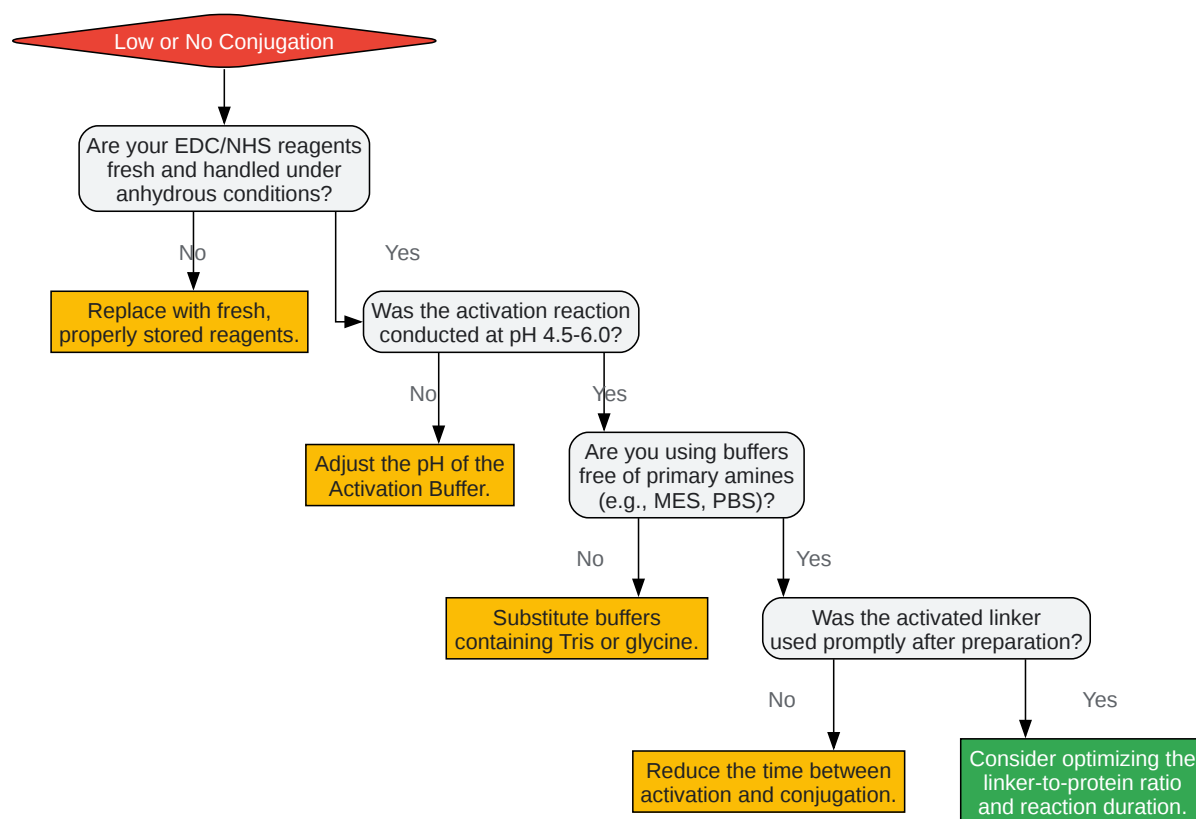 Low or No Conjugation
Are your EDC/NHS reagents
fresh and handled under
anhydrous conditions?
No
Yes
Replace with fresh,
properly stored reagents.
Was the activation reaction
conducted at pH 4.5-6.0?
No
Yes
Adjust the pH of the
Activation Buffer.
Are you using buffers
free of primary amines
(e.g., MES, PBS)?
No
Yes
Substitute buffers
containing Tris or glycine.
Was the activated linker
used promptly after preparation?
No
Yes
Reduce the time between
activation and conjugation.
Consider optimizing the
linker-to-protein ratio
and reaction duration.